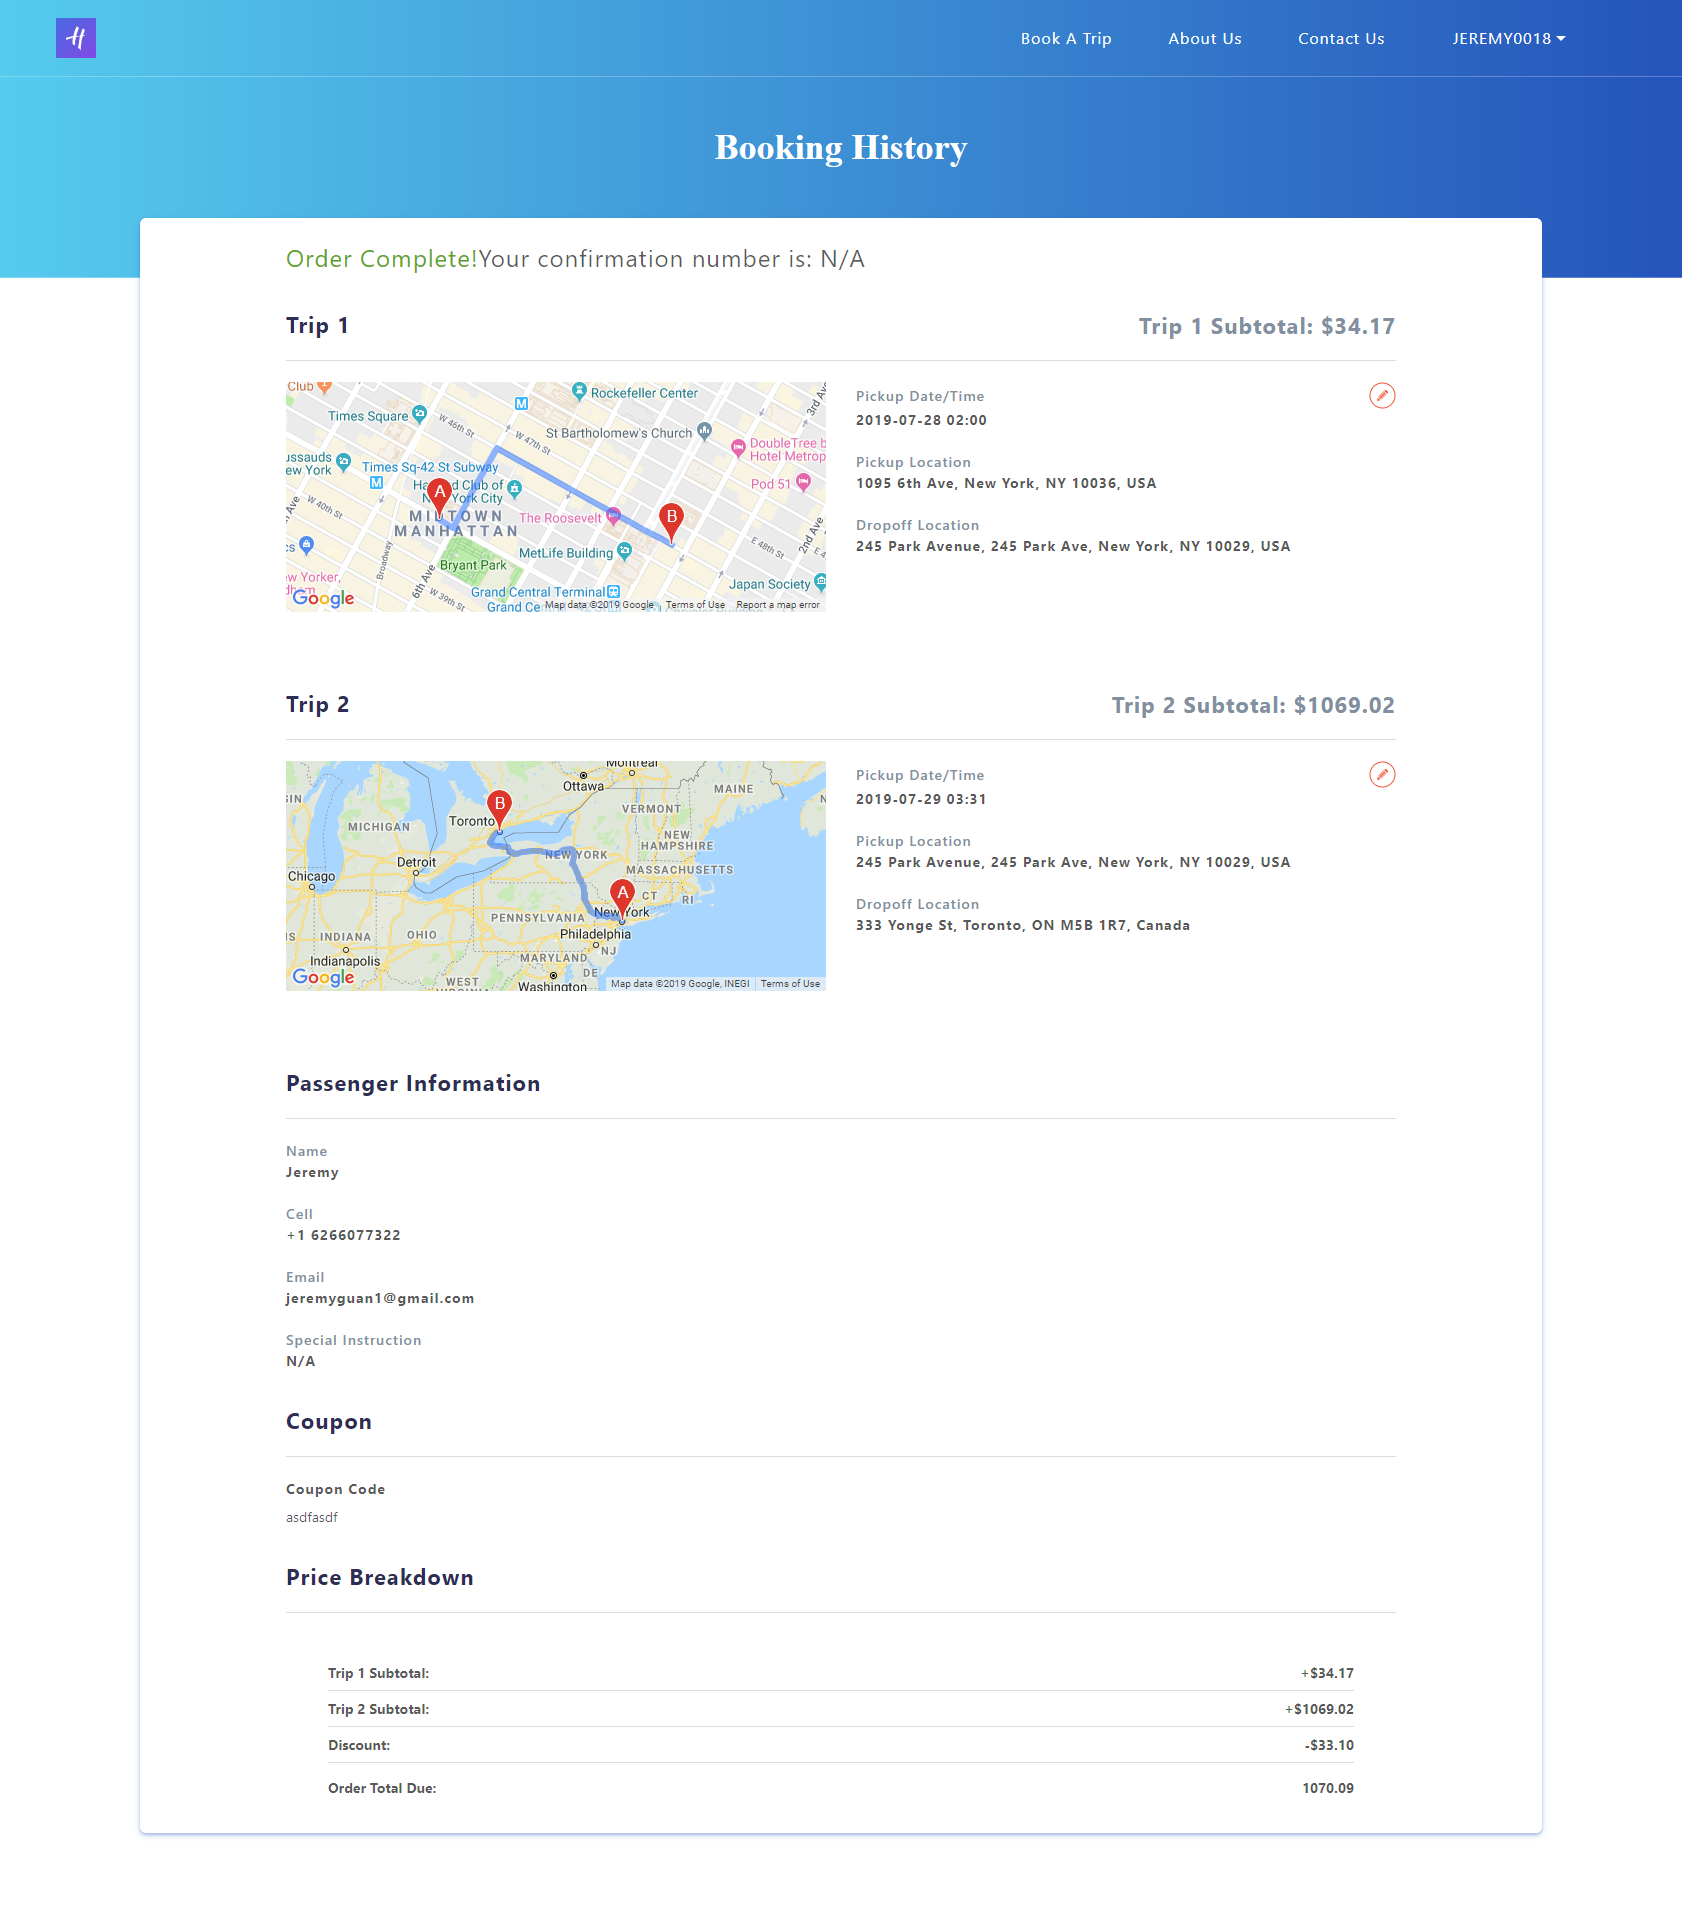 Book A Trip About Us Contact Us JEREMY0018
Booking History
Order Complete!Your confirmation number is: N/A
Trip 1 Trip 1 Subtotal: $34.17
Club
Rockefeller Center
M
Times Square
W 46th St
3rd Av
W 47th St
St Bartholomew's Church
DoubleTree b
Hotel Metrop
ussauds
ew York
Times Sq-42 St Subway
M
Pod 51
A
York City
W 40th St
MIDTOWN
MANHATTAN
The Roosevelt
B
2nd Ave
E 48th St
MetLife Building
Broadway
Bryant Park
6th Ave
ew Yorker,
W 39th St
Japan Society
Grand Central Terminal
Google
Map data ©2019 Google Terms of Use Report a map error
Pickup Date/Time
2019-07-28 02:00
Pickup Location
1095 6th Ave, New York, NY 10036, USA
Dropoff Location
245 Park Avenue, 245 Park Ave, New York, NY 10029, USA
Trip 2 Trip 2 Subtotal: $1069.02
Montreal
Ottawa
MAINE
B
VERMONT
Toronto
MICHIGAN
NEW
HAMPSHIRE
NEW YORK
Detroit
MASSACHUSETTS
Chicago
A
CT
RI
New York
PENNSYLVANIA
Philadelphia
INDIANA
OHIO
NJ
Indianapolis
MARYLAND
DE
Google
WEST
Washington
Map data ©2019 Google, INEGI Terms of Use
Pickup Date/Time
2019-07-29 03:31
Pickup Location
245 Park Avenue, 245 Park Ave, New York, NY 10029, USA
Dropoff Location
333 Yonge St, Toronto, ON M5B 1R7, Canada
Passenger Information
Name
Jeremy
Cell
+1 6266077322
Email
jeremyguan1@gmail.com
Special Instruction
N/A
Coupon
Coupon Code
asdfasdf
Price Breakdown
Trip 1 Subtotal: +$34.17
Trip 2 Subtotal: +$1069.02
Discount: -$33.10
Order Total Due: 1070.09